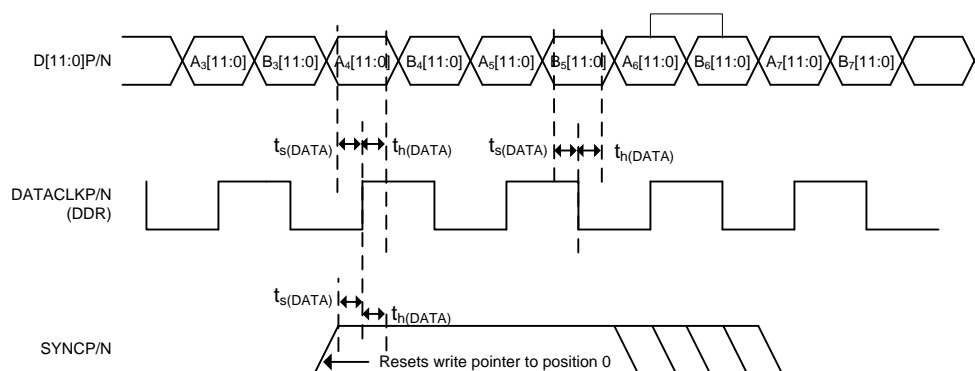 D[11:0]P/N
A3[11:0] B3[11:0] A4[11:0] B4[11:0] A5[11:0] B5[11:0] A6[11:0] B6[11:0] A7[11:0] B7[11:0]
ts(DATA) th(DATA) ts(DATA) th(DATA)
DATACLKP/N
(DDR)
ts(DATA) th(DATA)
SYNCP/N
Resets write pointer to position 0